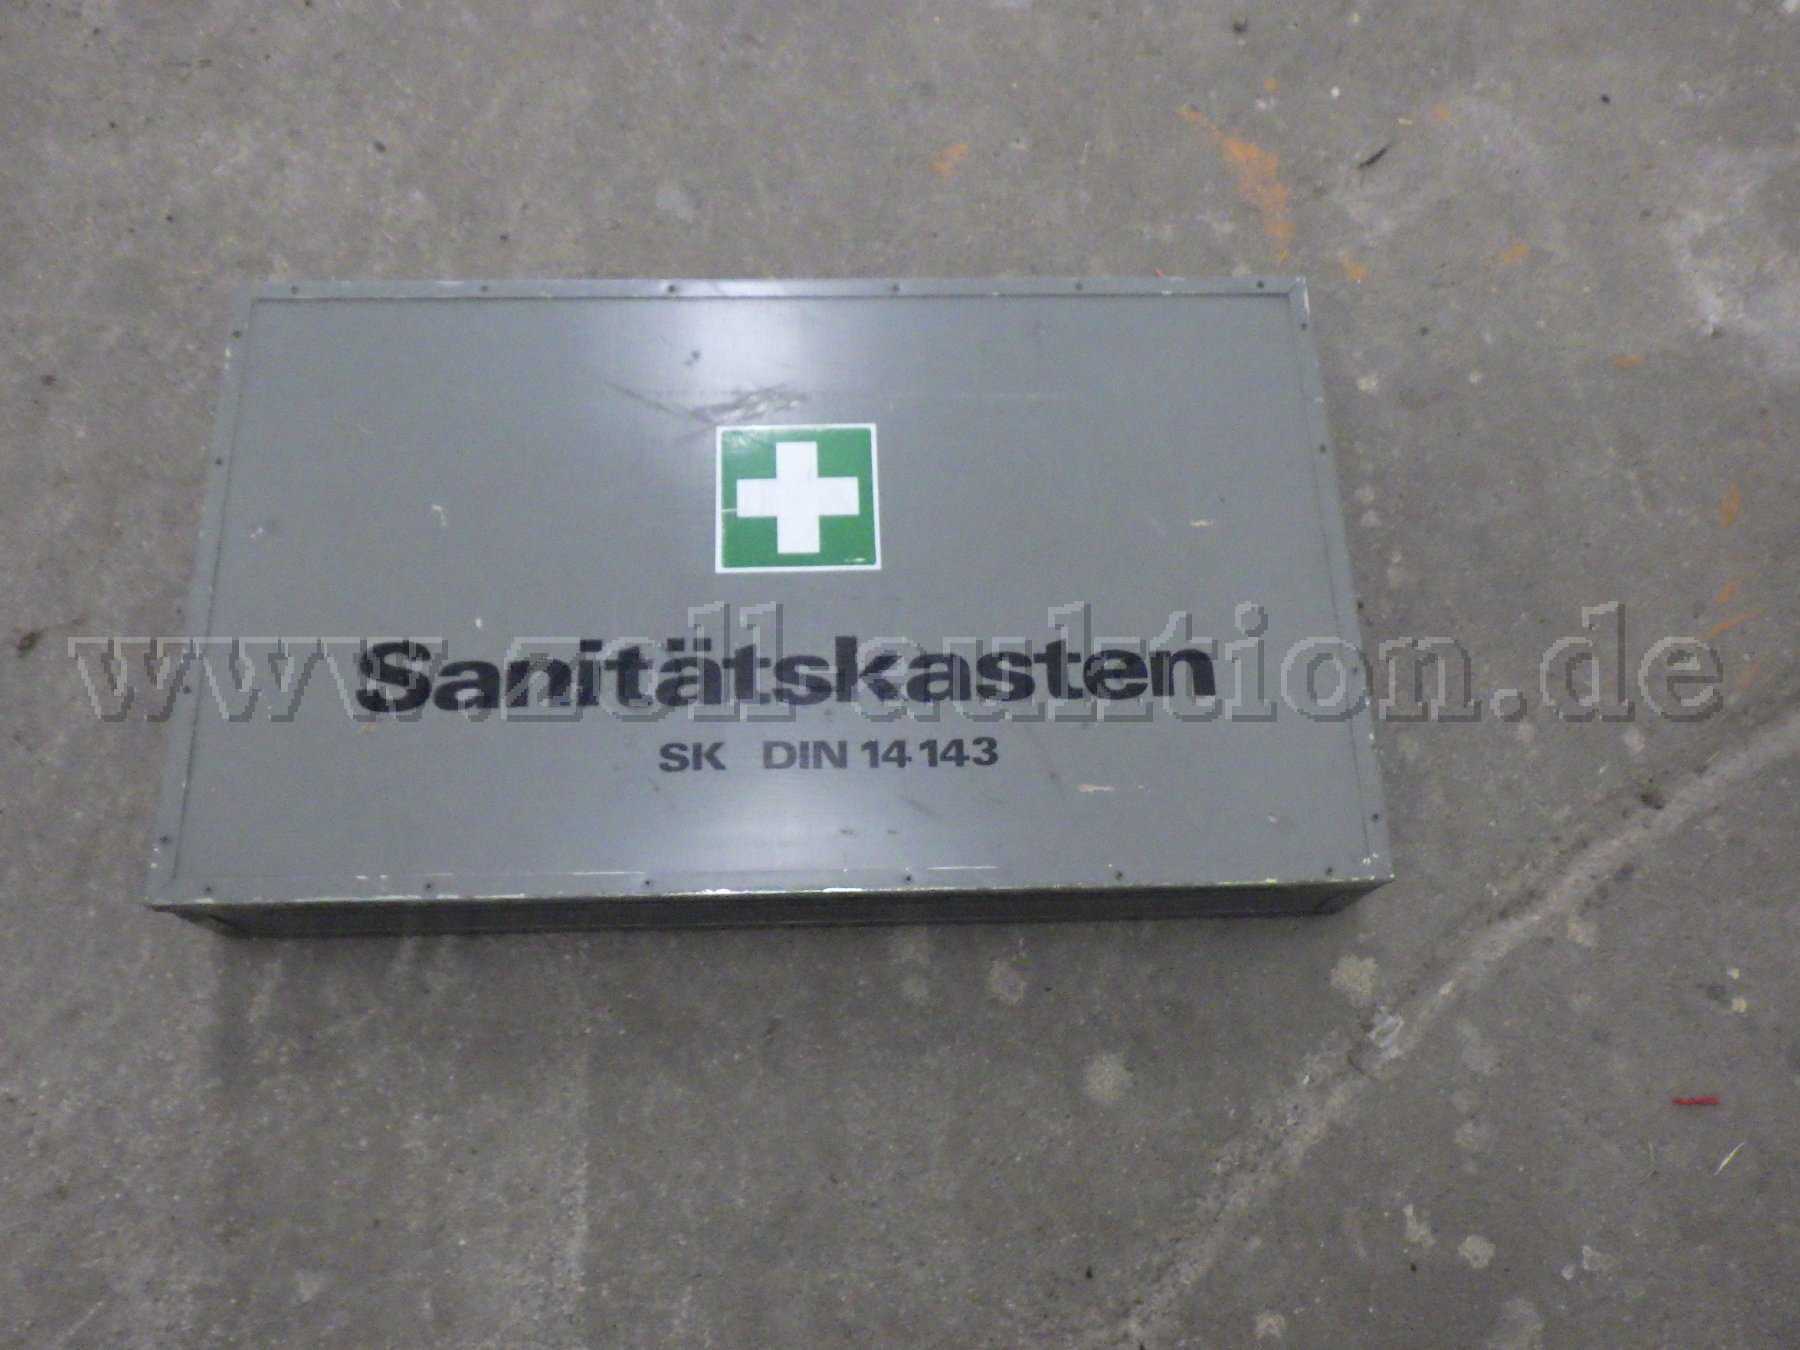 Sanitätskasten
www.zoll-auktion.de
SK DIN 14 143